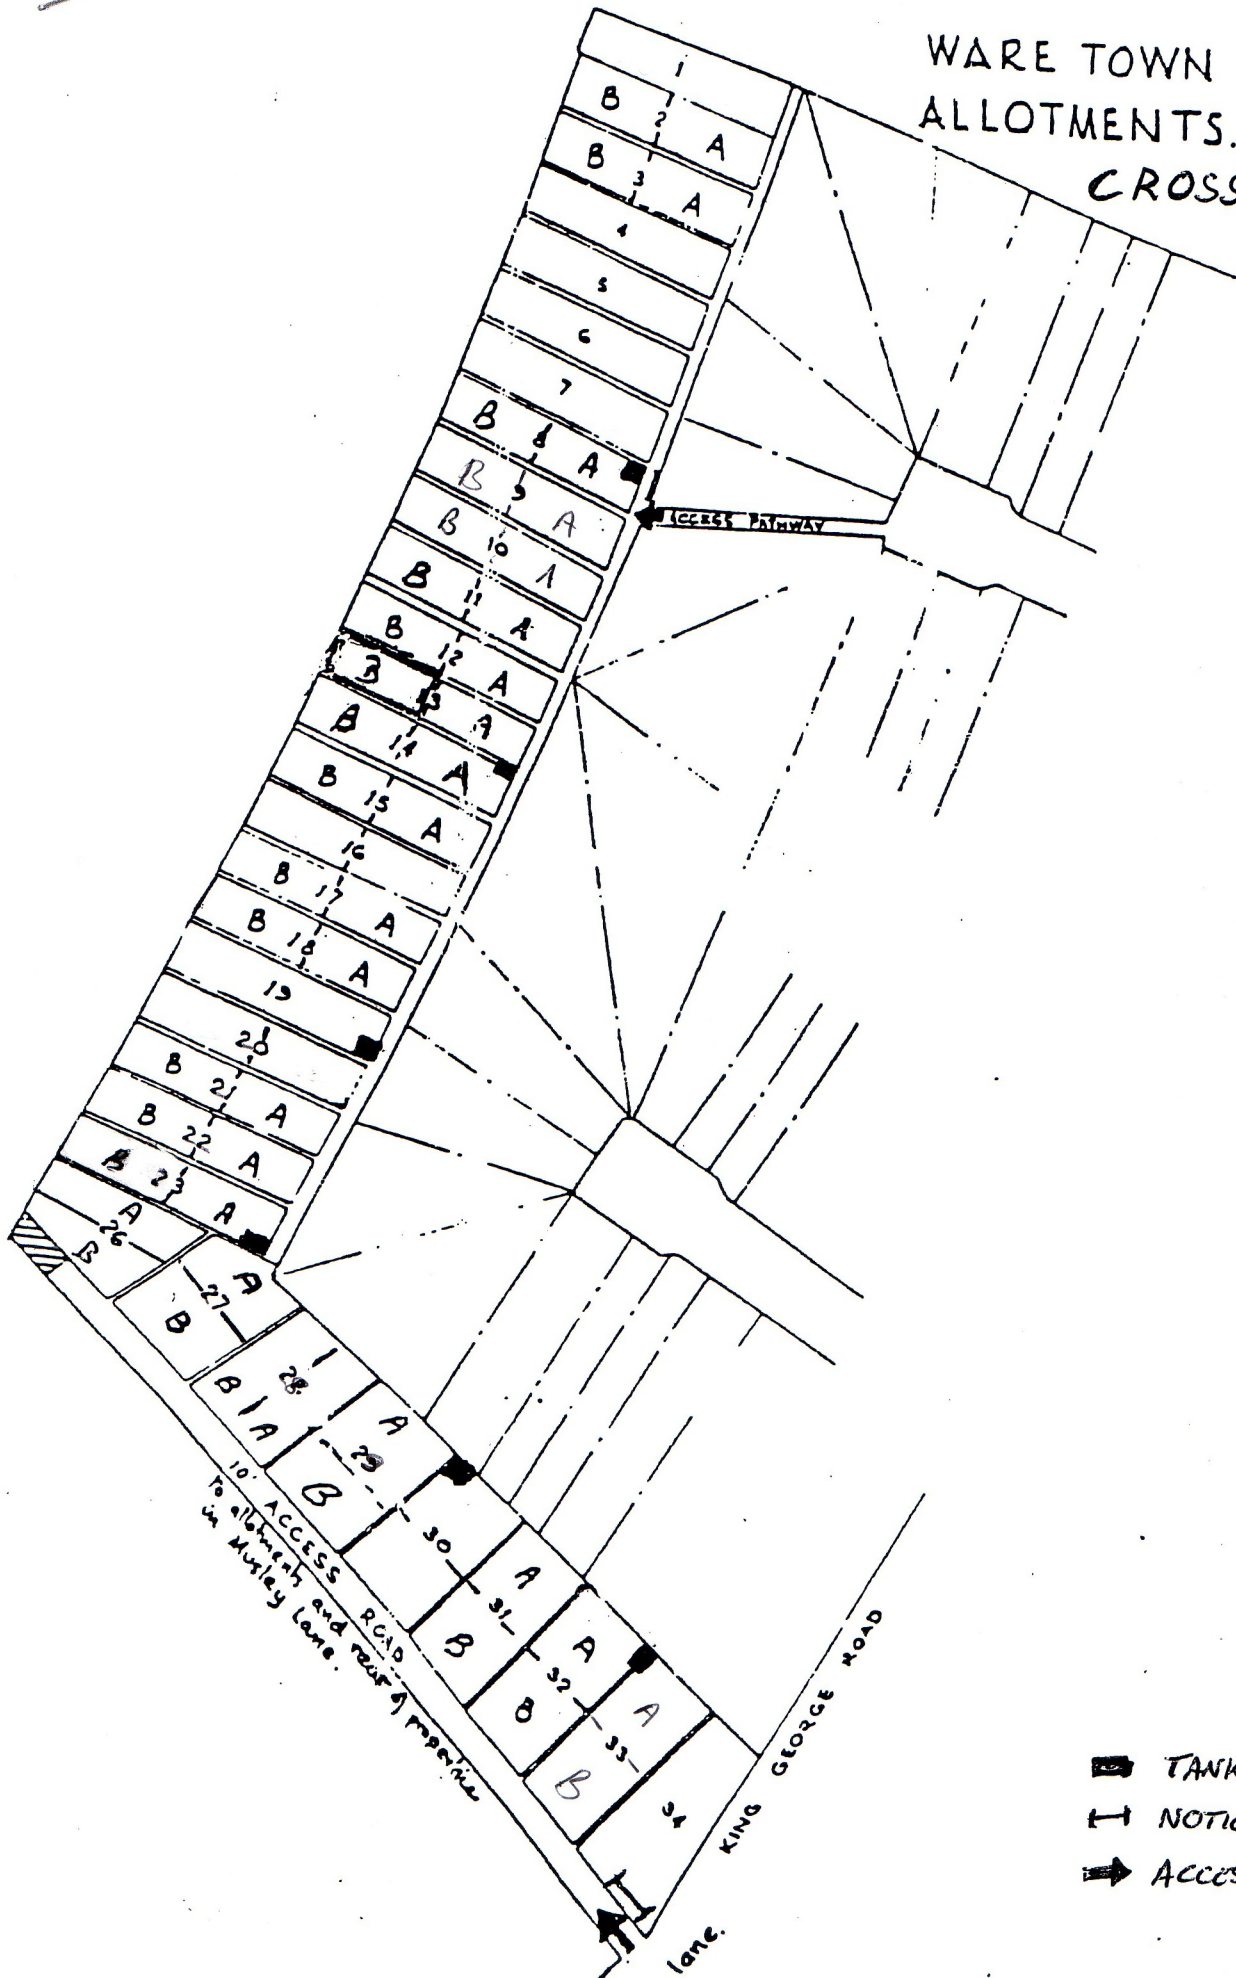 WARE TOWN
ALLOTMENTS.
CROSS
1
B 2 A
B 3 A
4
5
6
7
B 8 A
B 9 A
ACCESS PATHWAY
B 10 A
B 11 A
B 12 A
B 13 A
B 14 A
B 15 A
16
B 17 A
B 18 A
19
20
B 21 A
B 22 A
B 23 A
A 26 B
A 27 B
28
B A
A 29 B
30
A 31 B
A 32 B
A 33 B
34
10' ACCESS ROAD
to allotments and rear of properties
in Musley Lane.
KING GEORGE ROAD
lane.
TANK
NOTIC
ACCES